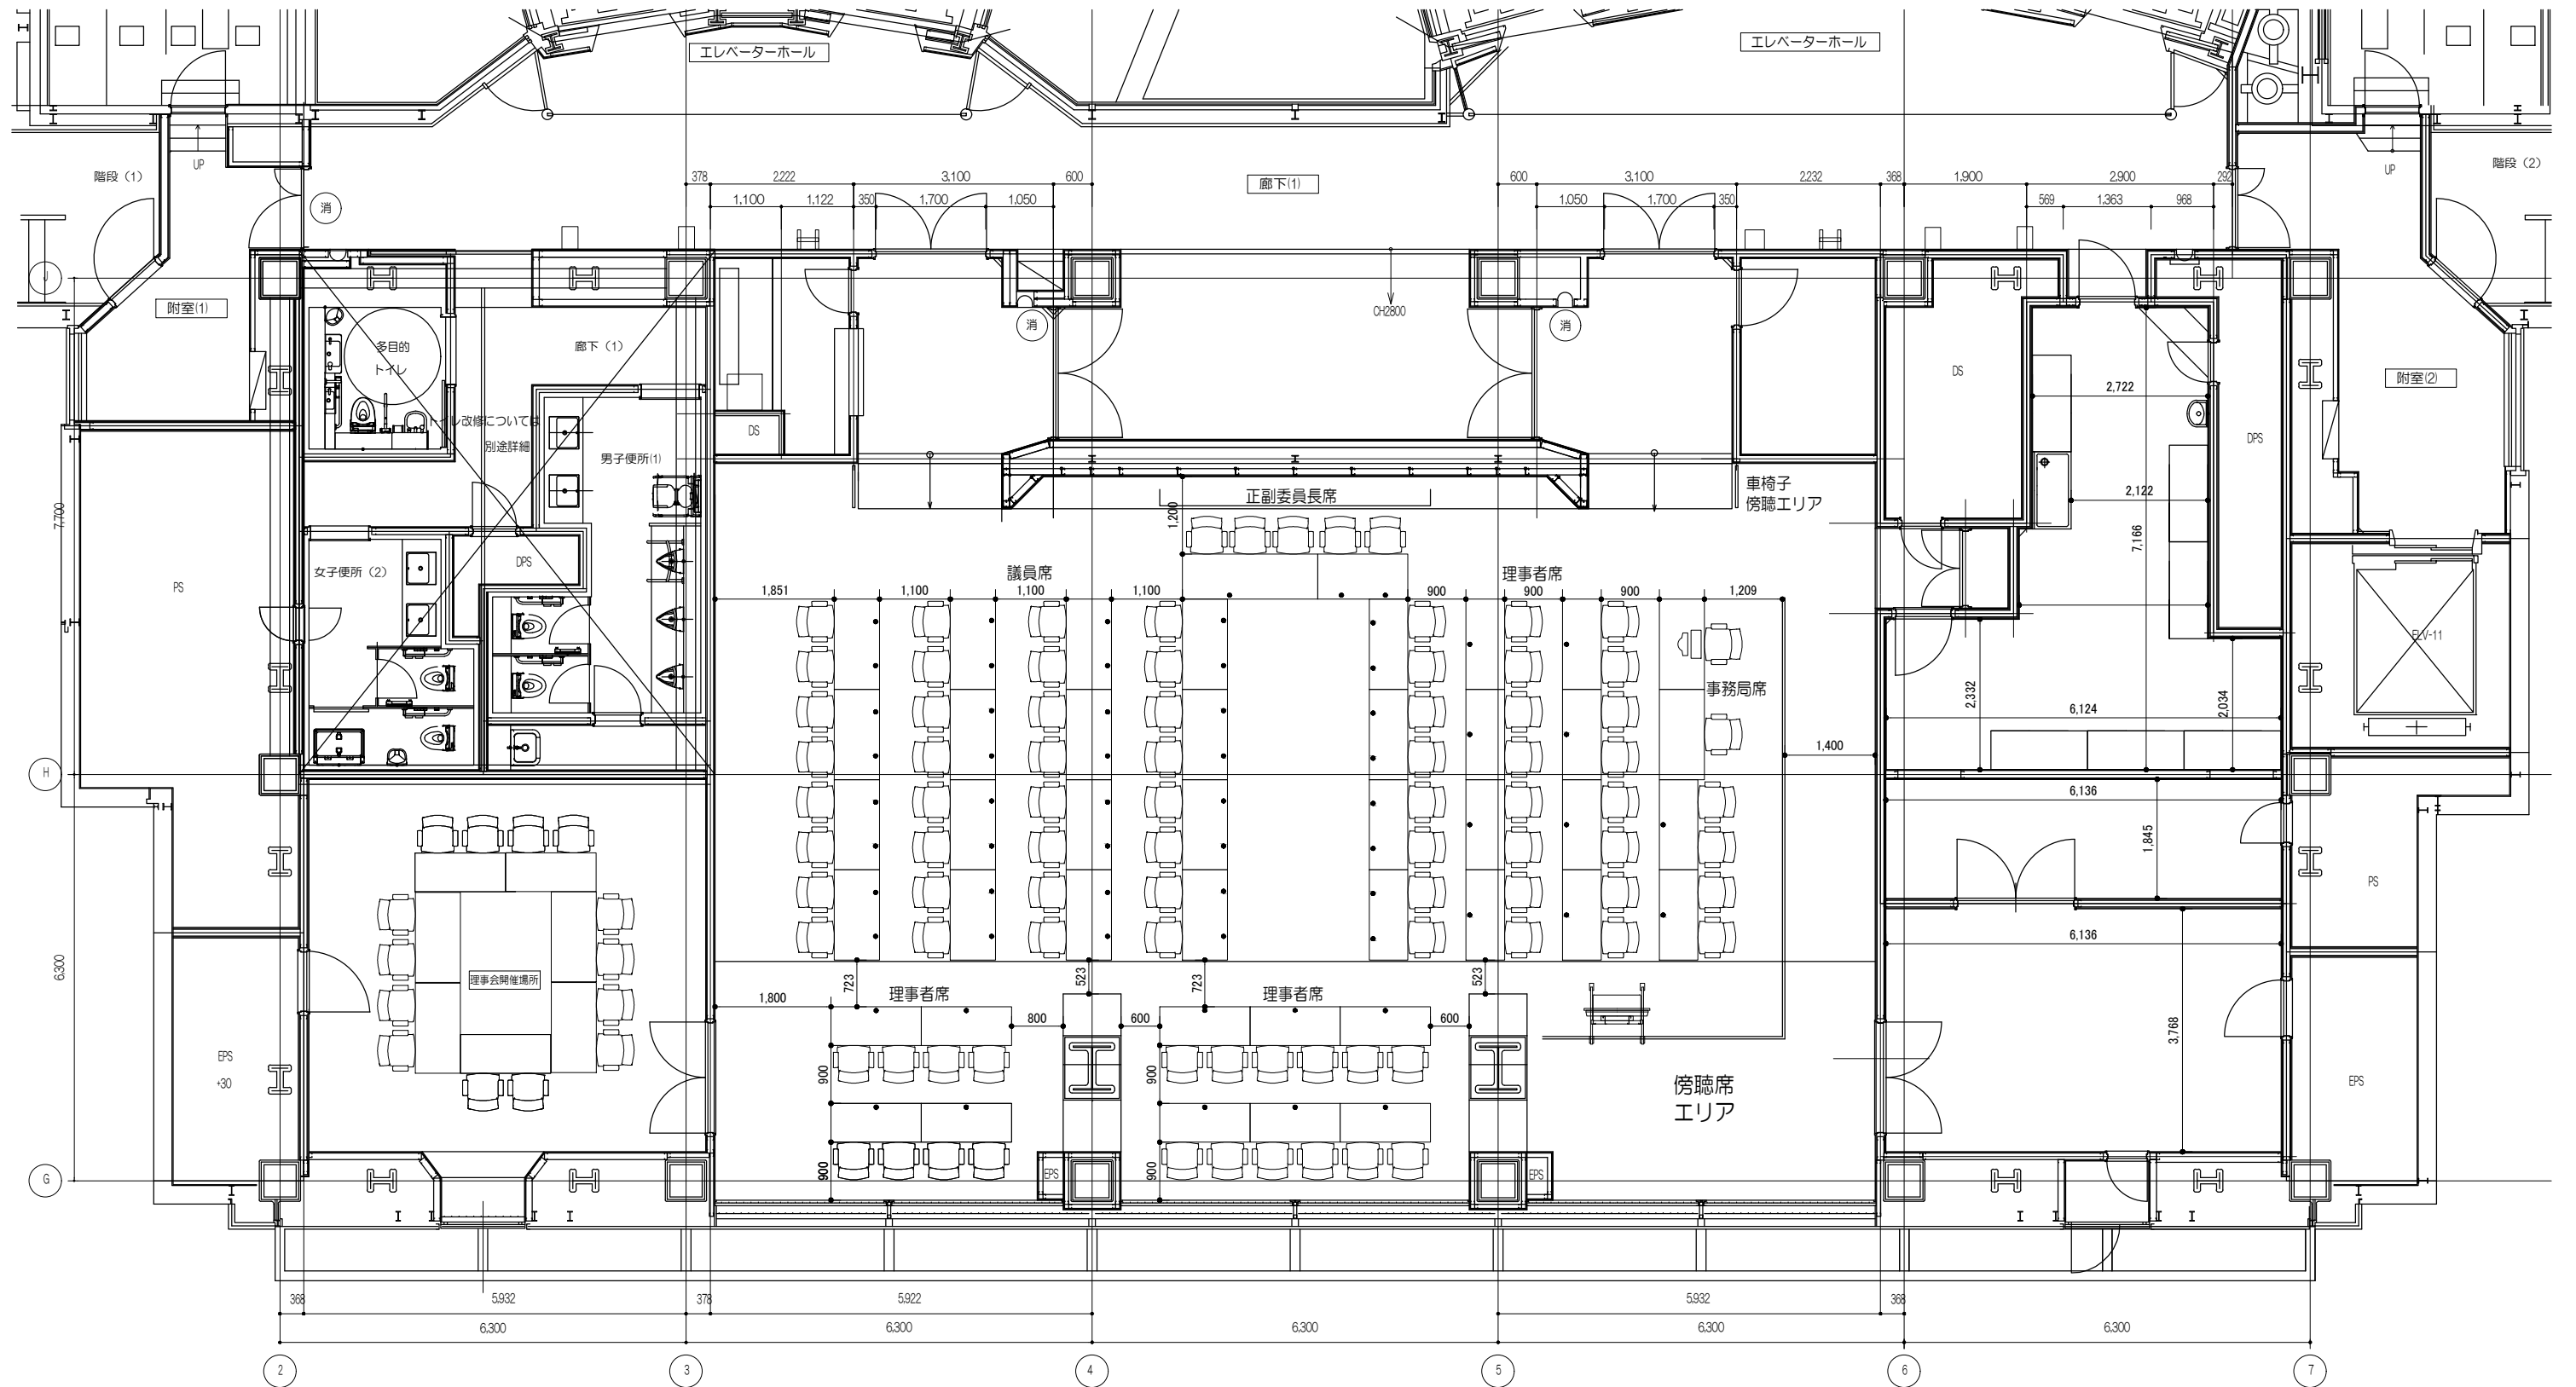 エレベーターホール
エレベーターホール
階段（1）
UP
消
廊下(1)
UP
階段（2）
378
2.222
3.100
600
600
3.100
2.232
368
1.900
2.900
292
1,100
1,122
350
1,700
1.050
1.050
1,700
350
569
1,363
968
J
附室(1)
多目的
トイレ
廊下（1）
消
CH2800
消
DS
2,722
附室(2)
トイレ改修については
別途詳細
DS
男子便所(1)
DPS
正副委員長席
車椅子
傍聴エリア
2,122
1,200
7,166
7,700
PS
女子便所（2）
DPS
議員席
理事者席
1,851
1,100
1,100
1,100
900
900
900
1,209
ELV-11
事務局席
2,332
6,124
2,034
1,400
H
6,136
1,845
PS
6,136
6.300
理事会開催場所
723
523
723
523
理事者席
理事者席
1,800
800
600
600
3,768
EPS
+30
900
900
傍聴席
エリア
EPS
900
900
EPS
EPS
G
368
5.932
378
5.922
5.932
368
6.300
6.300
6.300
6.300
6.300
2
3
4
5
6
7